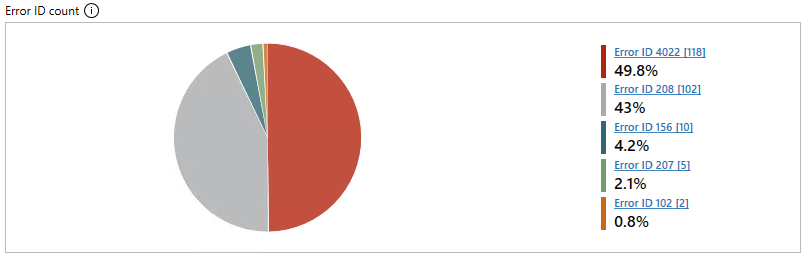 Error ID count
Error ID 4022 [118]
49.8%
Error ID 208 [102]
43%
Error ID 156 [10]
4.2%
Error ID 207 [5]
2.1%
Error ID 102 [2]
0.8%